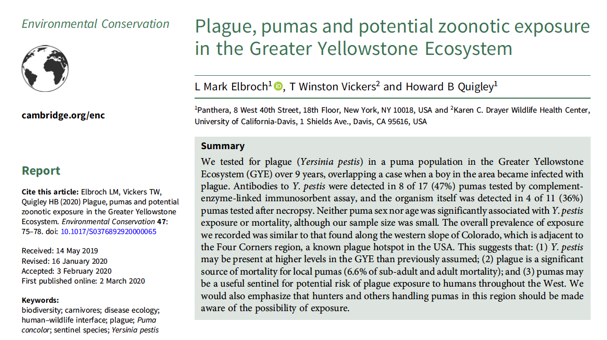 Environmental Conservation
cambridge.org/enc
Report
Cite this article: Elbroch LM, Vickers TW,
Quigley HB (2020) Plague, pumas and potential
zoonotic exposure in the Greater Yellowstone
Ecosystem. Environmental Conservation 47:
75–78. doi: 10.1017/S0376892920000065
Received: 14 May 2019
Revised: 16 January 2020
Accepted: 3 February 2020
First published online: 2 March 2020
Keywords:
biodiversity; carnivores; disease ecology;
human–wildlife interface; plague; Puma
concolor; sentinel species; Yersinia pestis
Plague, pumas and potential zoonotic exposure
in the Greater Yellowstone Ecosystem
L Mark Elbroch1 iD, T Winston Vickers2 and Howard B Quigley1
1Panthera, 8 West 40th Street, 18th Floor, New York, NY 10018, USA and 2Karen C. Drayer Wildlife Health Center,
University of California-Davis, 1 Shields Ave., Davis, CA 95616, USA
Summary
We tested for plague (Yersinia pestis) in a puma population in the Greater Yellowstone
Ecosystem (GYE) over 9 years, overlapping a case when a boy in the area became infected with
plague. Antibodies to Y. pestis were detected in 8 of 17 (47%) pumas tested by complement-
enzyme-linked immunosorbent assay, and the organism itself was detected in 4 of 11 (36%)
pumas tested after necropsy. Neither puma sex nor age was significantly associated with Y. pestis
exposure or mortality, although our sample size was small. The overall prevalence of exposure
we recorded was similar to that found along the western slope of Colorado, which is adjacent to
the Four Corners region, a known plague hotspot in the USA. This suggests that: (1) Y. pestis
may be present at higher levels in the GYE than previously assumed; (2) plague is a significant
source of mortality for local pumas (6.6% of sub-adult and adult mortality); and (3) pumas may
be a useful sentinel for potential risk of plague exposure to humans throughout the West. We
would also emphasize that hunters and others handling pumas in this region should be made
aware of the possibility of exposure.